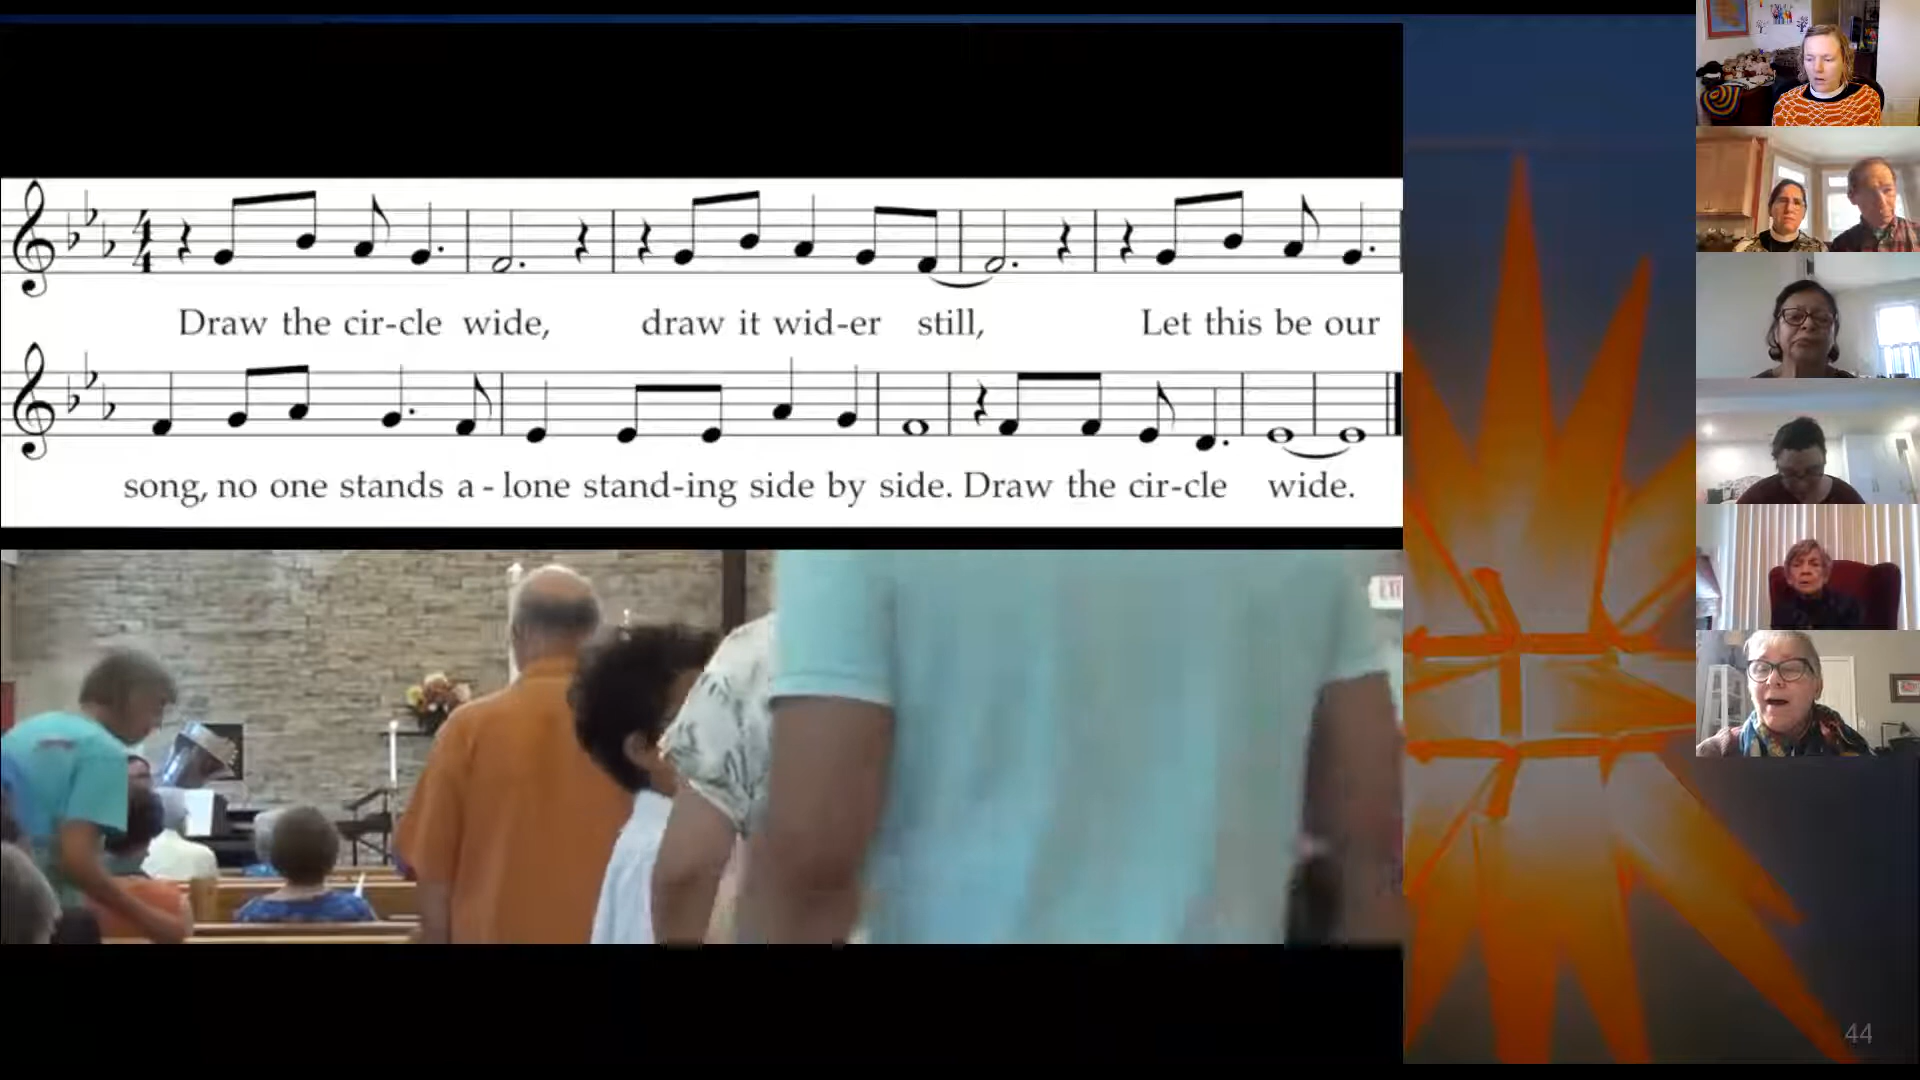 Draw the cir-cle wide, draw it wid-er still, Let this be our
song, no one stands a - lone stand-ing side by side. Draw the cir-cle wide.
44